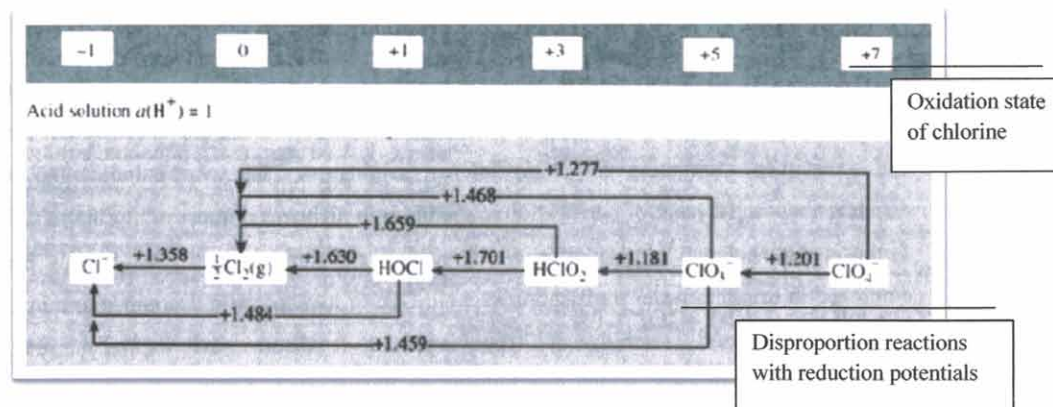 −1 0 +1 +3 +5 +7
Oxidation state
of chlorine
Acid solution a(H⁺) = 1
+1.277
+1.468
+1.659
Cl⁻ +1.358 ½Cl₂(g) +1.630 HOCl +1.701 HClO₂ +1.181 ClO₃⁻ +1.201 ClO₄⁻
+1.484
+1.459
Disproportion reactions
with reduction potentials